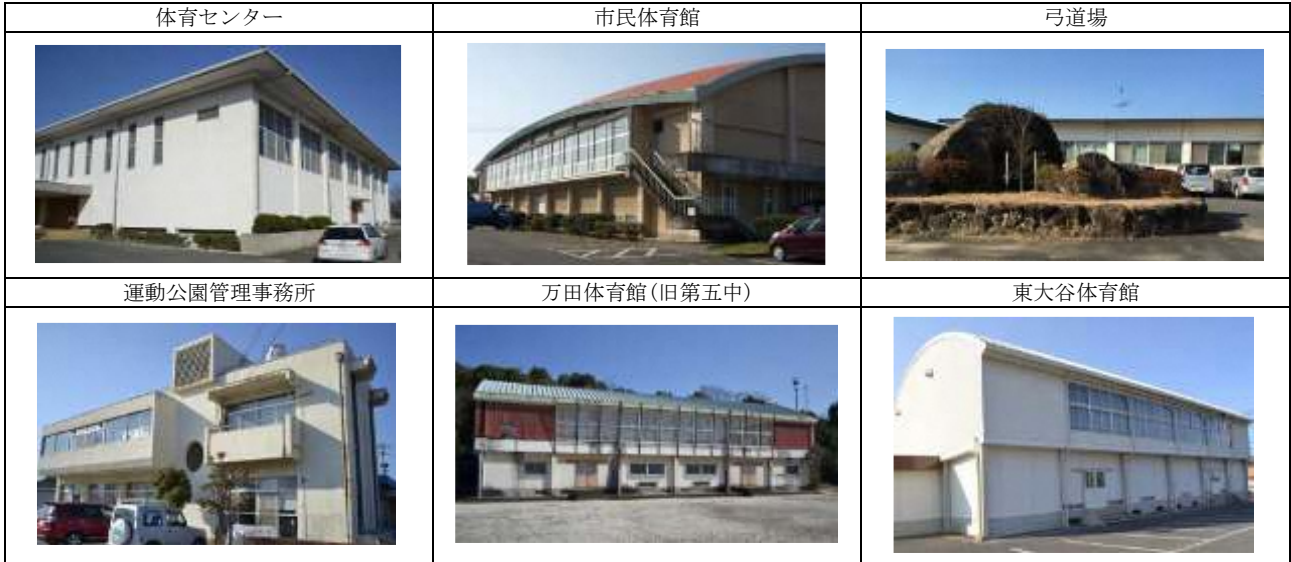 体育センター
市民体育館
弓道場
運動公園管理事務所
万田体育館(旧第五中)
東大谷体育館